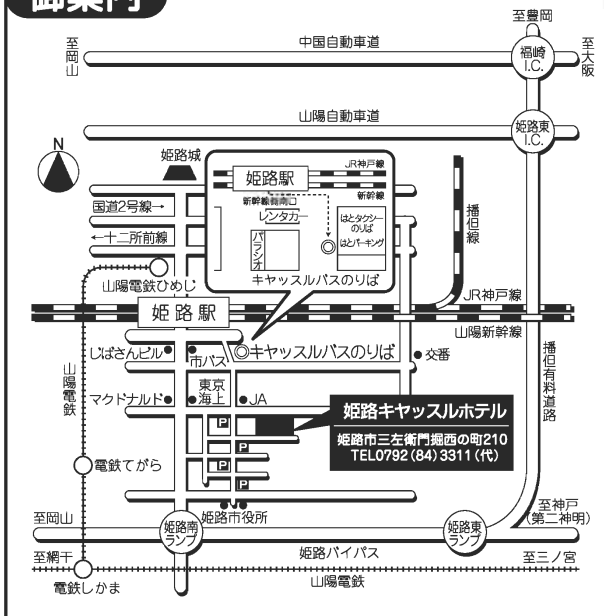 御案内
至豊岡
至岡山
中国自動車道
福崎
I.C.
至大阪
山陽自動車道
姫路東
I.C.
N
姫路城
JR神戸線
姫路駅
新幹線
新幹線側南口
レンタカー
はとタクシー
のりば
はとパーキング
パラシオ
キャッスルバスのりば
国道2号線→
←十二所前線
播但線
山陽電鉄ひめじ
姫路駅
JR神戸線
山陽新幹線
じばさんビル
市バス
◎キャッスルバスのりば
交番
山陽電鉄
播但有料道路
マクドナルド
東京
海上
JA
姫路キャッスルホテル
姫路市三左衛門堀西の町210
TEL0792(84)3311(代)
P
P
P
P
電鉄てがら
至岡山
姫路南
ランプ
姫路市役所
姫路東
ランプ
至神戸
(第二神明)
至網干
姫路バイパス
至三ノ宮
電鉄しかま
山陽電鉄